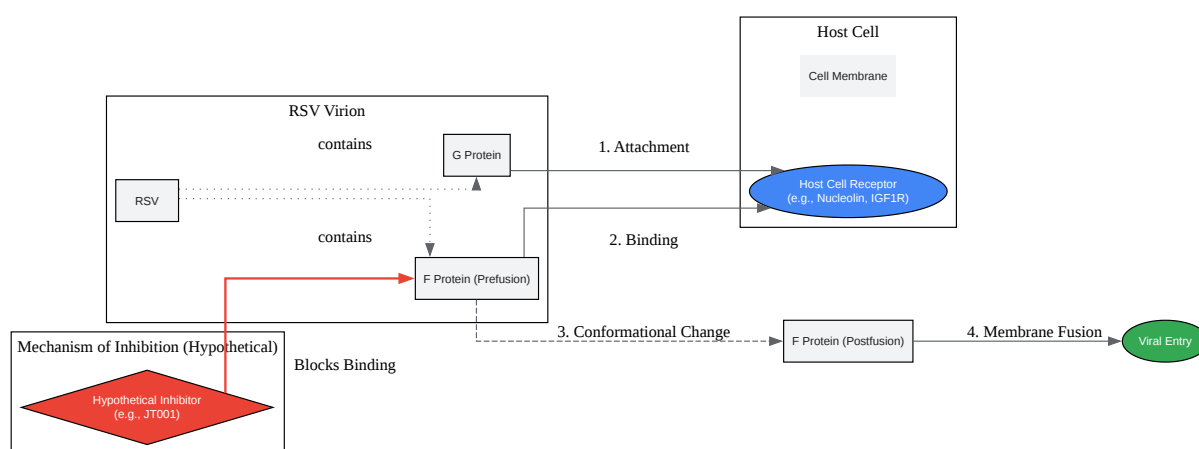 Host Cell
Cell Membrane
RSV Virion
contains
G Protein
1. Attachment
Host Cell Receptor
(e.g., Nucleolin, IGF1R)
RSV
contains
2. Binding
F Protein (Prefusion)
3. Conformational Change
F Protein (Postfusion)
4. Membrane Fusion
Viral Entry
Mechanism of Inhibition (Hypothetical)
Blocks Binding
Hypothetical Inhibitor
(e.g., JT001)